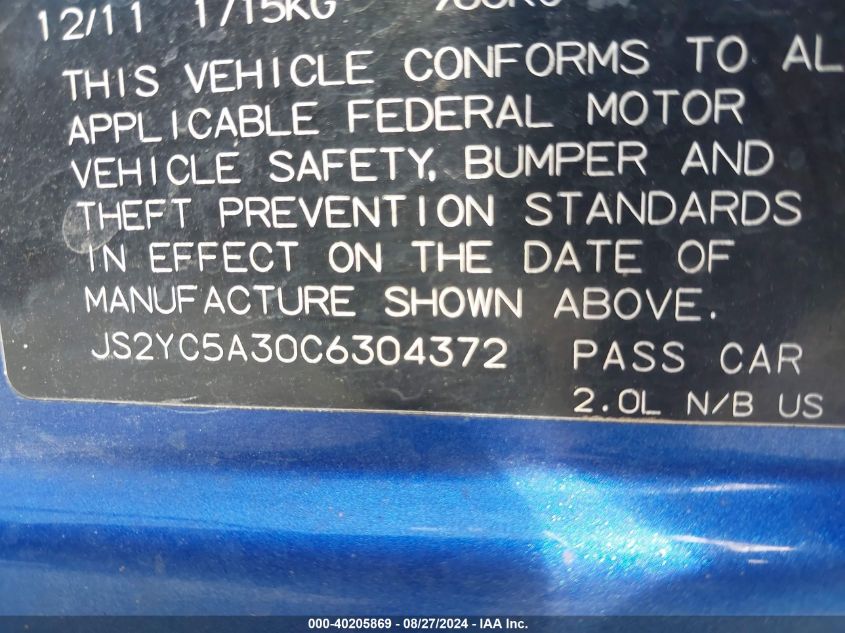 12/11 1715KG
THIS VEHICLE CONFORMS TO AL
APPLICABLE FEDERAL MOTOR
VEHICLE SAFETY, BUMPER AND
THEFT PREVENTION STANDARDS
IN EFFECT ON THE DATE OF
MANUFACTURE SHOWN ABOVE.
JS2YC5A30C6304372 PASS CAR
2.0L N/B US
000-40205869 | 08/27/2024 - IAA Inc.